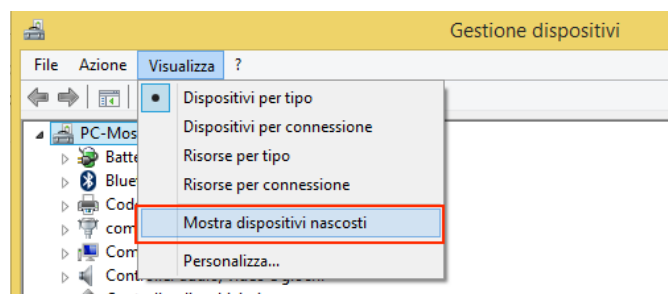 Gestione dispositivi
File Azione Visualizza ?
Dispositivi per tipo
Dispositivi per connessione
Risorse per tipo
Risorse per connessione
Mostra dispositivi nascosti
Personalizza...
PC-Mos
Batte
Blue
Cod
com
Com